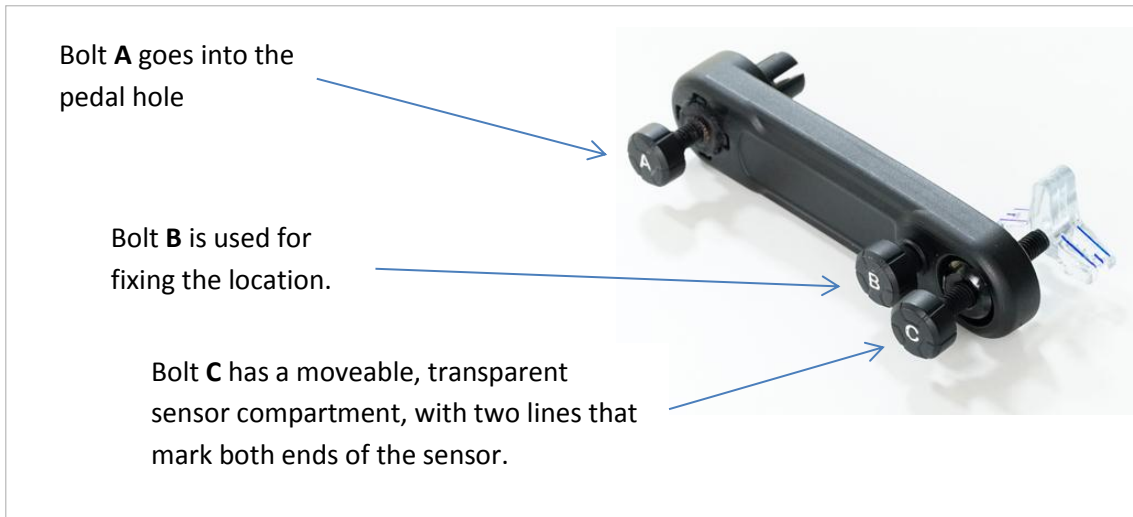 Bolt A goes into the
pedal hole
A
Bolt B is used for
fixing the location.
B
C
Bolt C has a moveable, transparent
sensor compartment, with two lines that
mark both ends of the sensor.